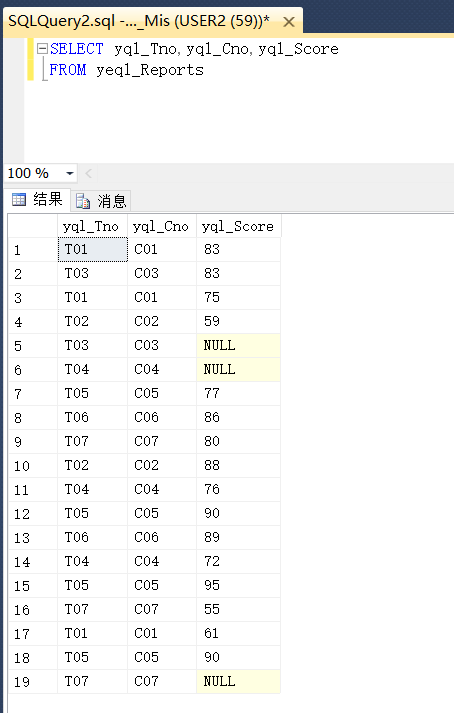 SQLQuery2.sql -..._Mis (USER2 (59))*
SELECT yql_Tno, yql_Cno, yql_Score
FROM yeql_Reports
100 %
结果 消息
yql_Tno yql_Cno yql_Score
1 T01 C01 83
2 T03 C03 83
3 T01 C01 75
4 T02 C02 59
5 T03 C03 NULL
6 T04 C04 NULL
7 T05 C05 77
8 T06 C06 86
9 T07 C07 80
10 T02 C02 88
11 T04 C04 76
12 T05 C05 90
13 T06 C06 89
14 T04 C04 72
15 T05 C05 95
16 T07 C07 55
17 T01 C01 61
18 T05 C05 90
19 T07 C07 NULL